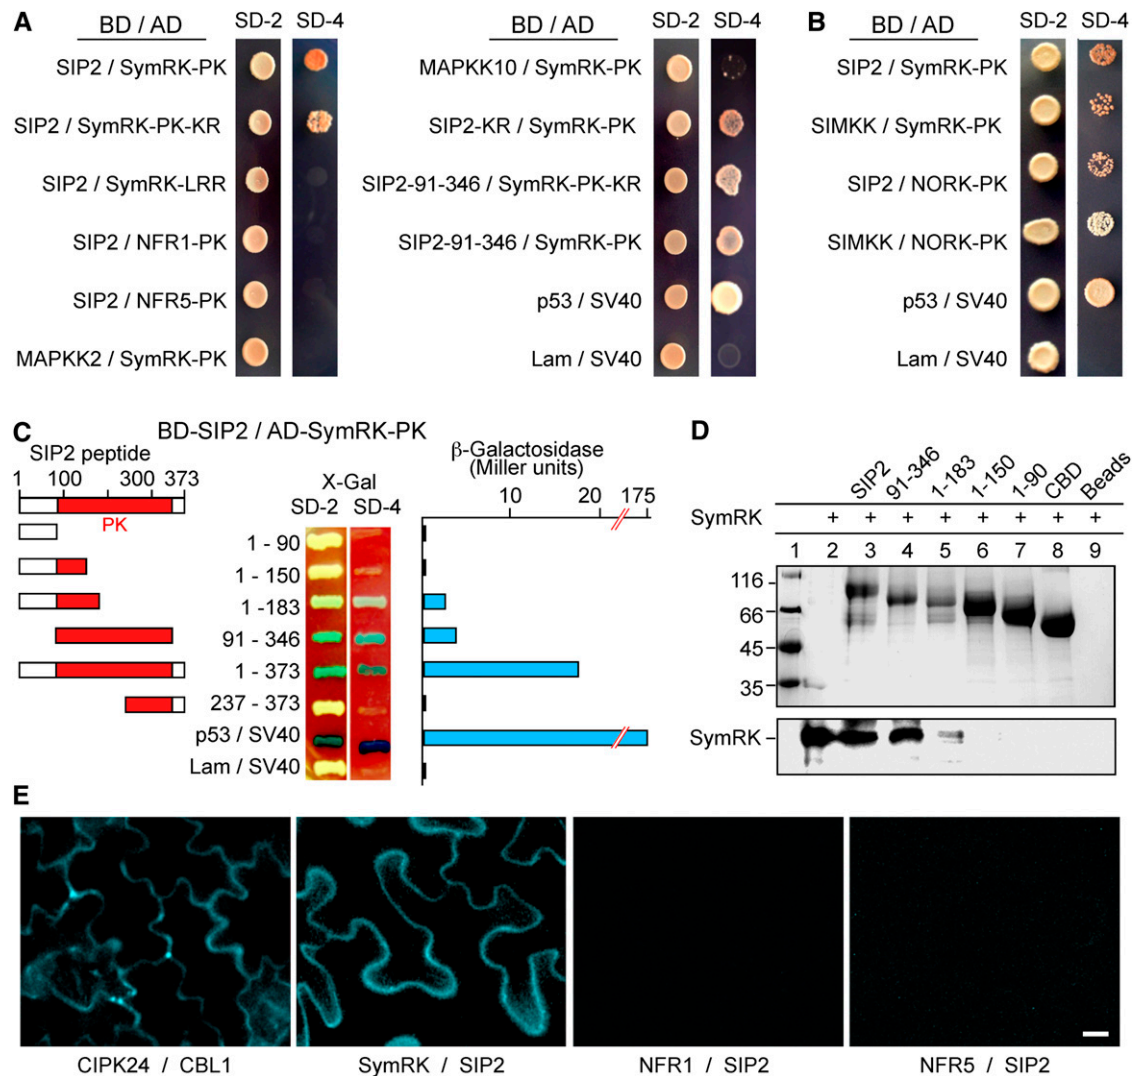 A
BD / AD SD-2 SD-4
SIP2 / SymRK-PK
SIP2 / SymRK-PK-KR
SIP2 / SymRK-LRR
SIP2 / NFR1-PK
SIP2 / NFR5-PK
MAPKK2 / SymRK-PK
BD / AD SD-2 SD-4
MAPKK10 / SymRK-PK
SIP2-KR / SymRK-PK
SIP2-91-346 / SymRK-PK-KR
SIP2-91-346 / SymRK-PK
p53 / SV40
Lam / SV40
B
BD / AD SD-2 SD-4
SIP2 / SymRK-PK
SIMKK / SymRK-PK
SIP2 / NORK-PK
SIMKK / NORK-PK
p53 / SV40
Lam / SV40
C
BD-SIP2 / AD-SymRK-PK
SIP2 peptide
1 100 300 373
PK
X-Gal
SD-2 SD-4
β-Galactosidase
(Miller units)
10 20 175
1 - 90
1 - 150
1 -183
91 - 346
1 - 373
237 - 373
p53 / SV40
Lam / SV40
D
SIP2 91-346 1-183 1-150 1-90 CBD Beads
SymRK + + + + + + + +
1 2 3 4 5 6 7 8 9
116
66
45
35
SymRK
E
CIPK24 / CBL1
SymRK / SIP2
NFR1 / SIP2
NFR5 / SIP2